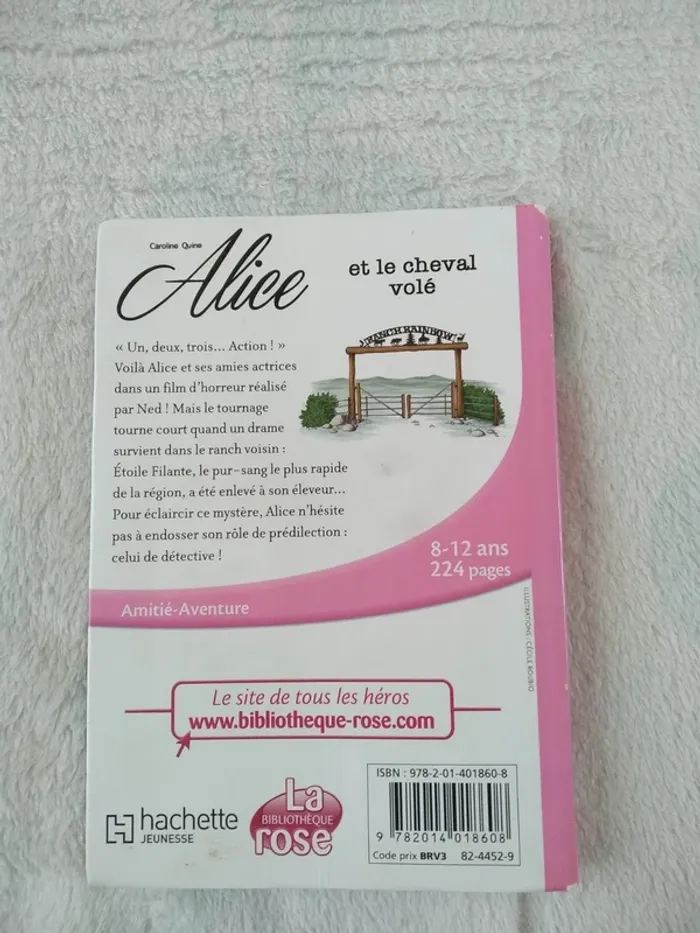 Caroline Quine
Alice
et le cheval
volé
RANCH RAINBOW
« Un, deux, trois... Action ! »
Voilà Alice et ses amies actrices
dans un film d'horreur réalisé
par Ned ! Mais le tournage
tourne court quand un drame
survient dans le ranch voisin :
Étoile Filante, le pur-sang le plus rapide
de la région, a été enlevé à son éleveur...
Pour éclaircir ce mystère, Alice n'hésite
pas à endosser son rôle de prédilection :
celui de détective !
8-12 ans
224 pages
Amitié-Aventure
ILLUSTRATIONS : CÉCILE ROUBIO
Le site de tous les héros
www.bibliotheque-rose.com
hachette
JEUNESSE
La
BIBLIOTHÈQUE
rose
ISBN : 978-2-01-401860-8
9 782014 018608
Code prix BRV3 82-4452-9